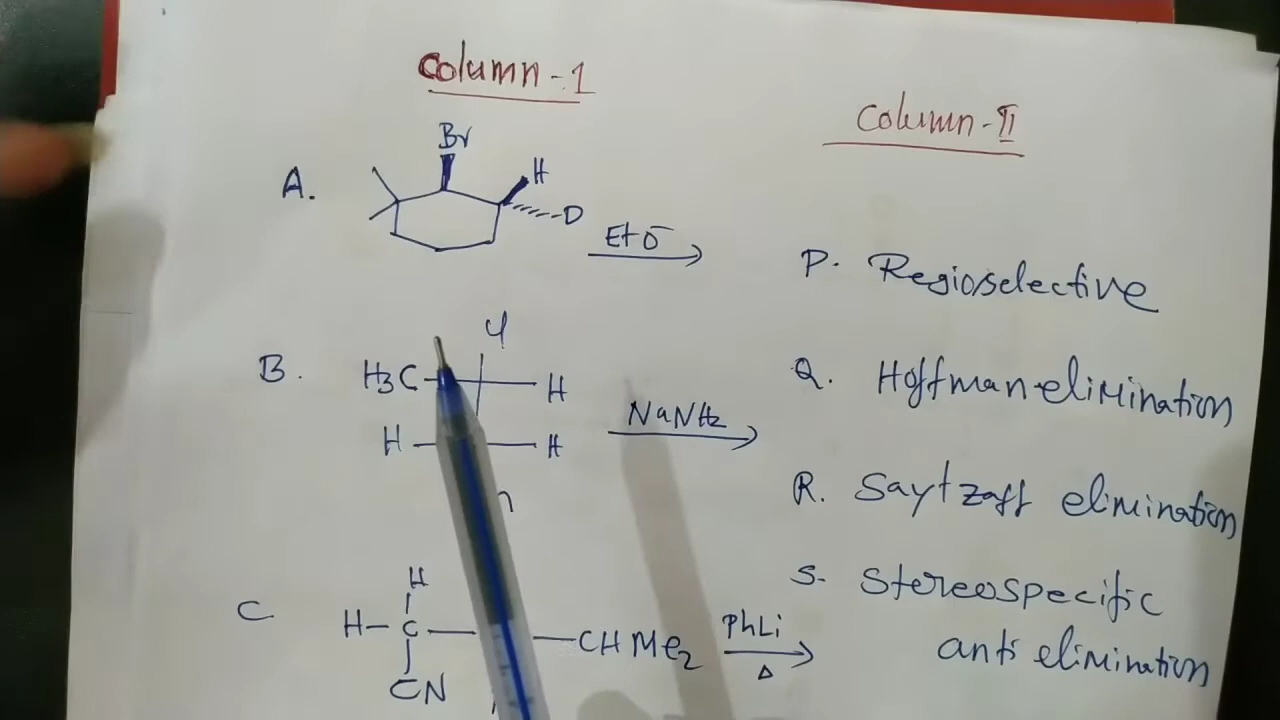 Column-1
Column-II
Br
A.
H
D
EtO⁻
P. Regioselective
B.
H3C
H
H
H
NaNH2
Q. Hoffman elimination
R. Saytzaff elimination
C
H
H-C
CHMe2
CN
PhLi
Δ
S. Stereospecific
anti elimination